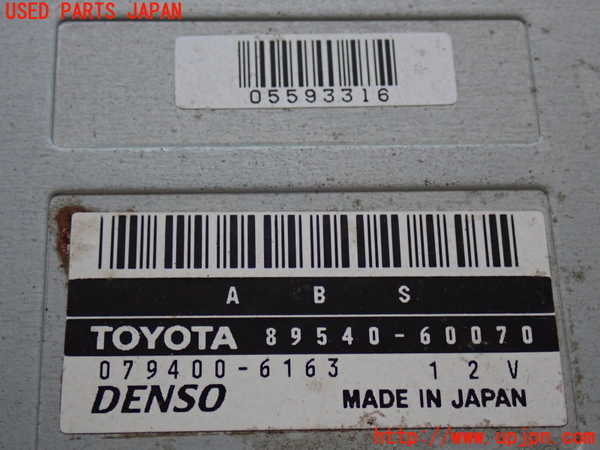 USED PARTS JAPAN
05593316
A B S
TOYOTA 89540-60070
079400-6163 12V
DENSO MADE IN JAPAN
http://www.upjpn.com/